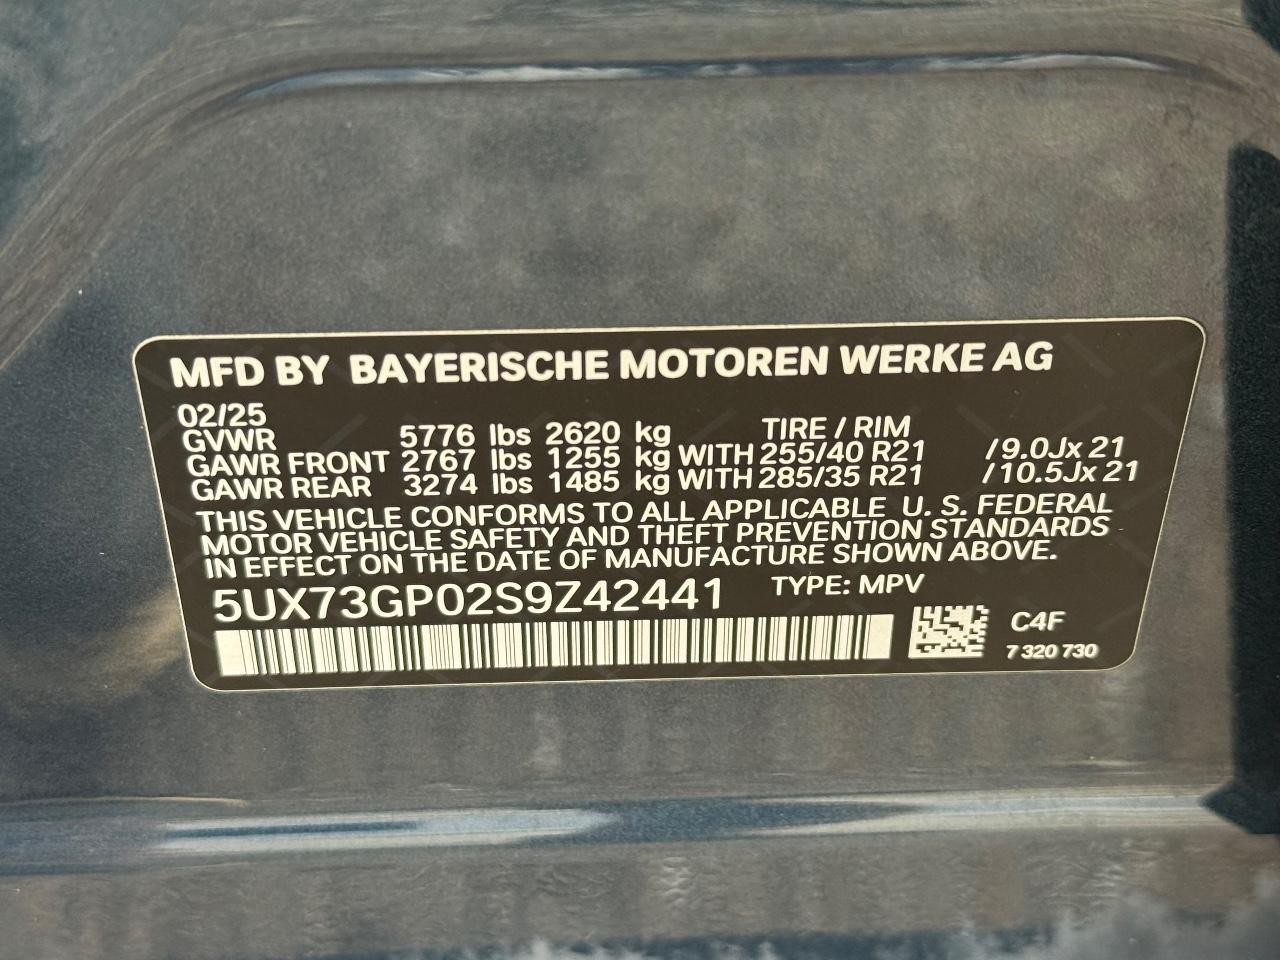 MFD BY BAYERISCHE MOTOREN WERKE AG
02/25
TIRE / RIM
GVWR 5776 lbs 2620 kg
GAWR FRONT 2767 lbs 1255 kg WITH 255/40 R21 /9.0Jx 21
GAWR REAR 3274 lbs 1485 kg WITH 285/35 R21 /10.5Jx 21
THIS VEHICLE CONFORMS TO ALL APPLICABLE U. S. FEDERAL
MOTOR VEHICLE SAFETY AND THEFT PREVENTION STANDARDS
IN EFFECT ON THE DATE OF MANUFACTURE SHOWN ABOVE.
5UX73GP02S9Z42441 TYPE: MPV
C4F
7 320 730